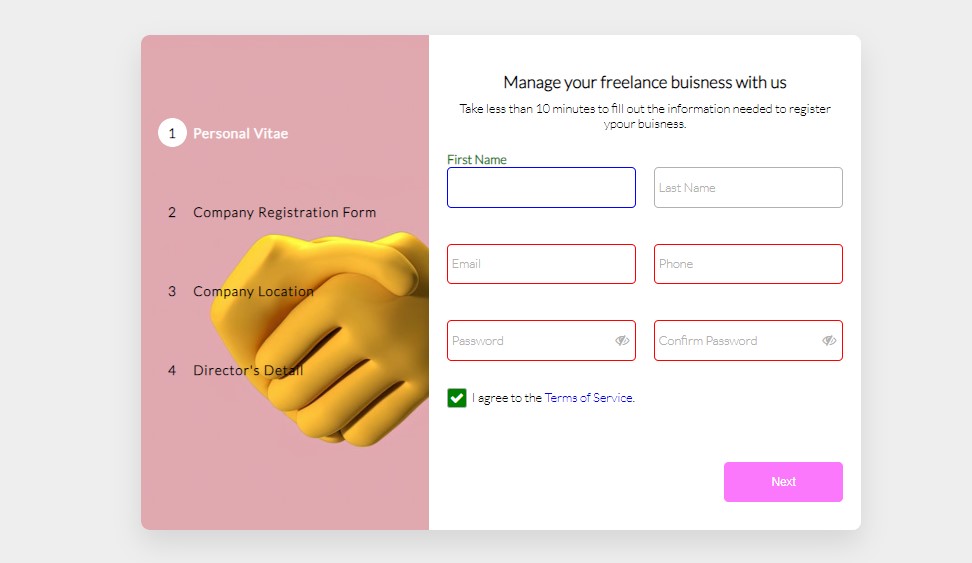 1 Personal Vitae
2 Company Registration Form
3 Company Location
4 Director's Detail
Manage your freelance buisness with us
Take less than 10 minutes to fill out the information needed to register
ypour buisness.
First Name
Last Name
Email
Phone
Password
Confirm Password
I agree to the Terms of Service.
Next